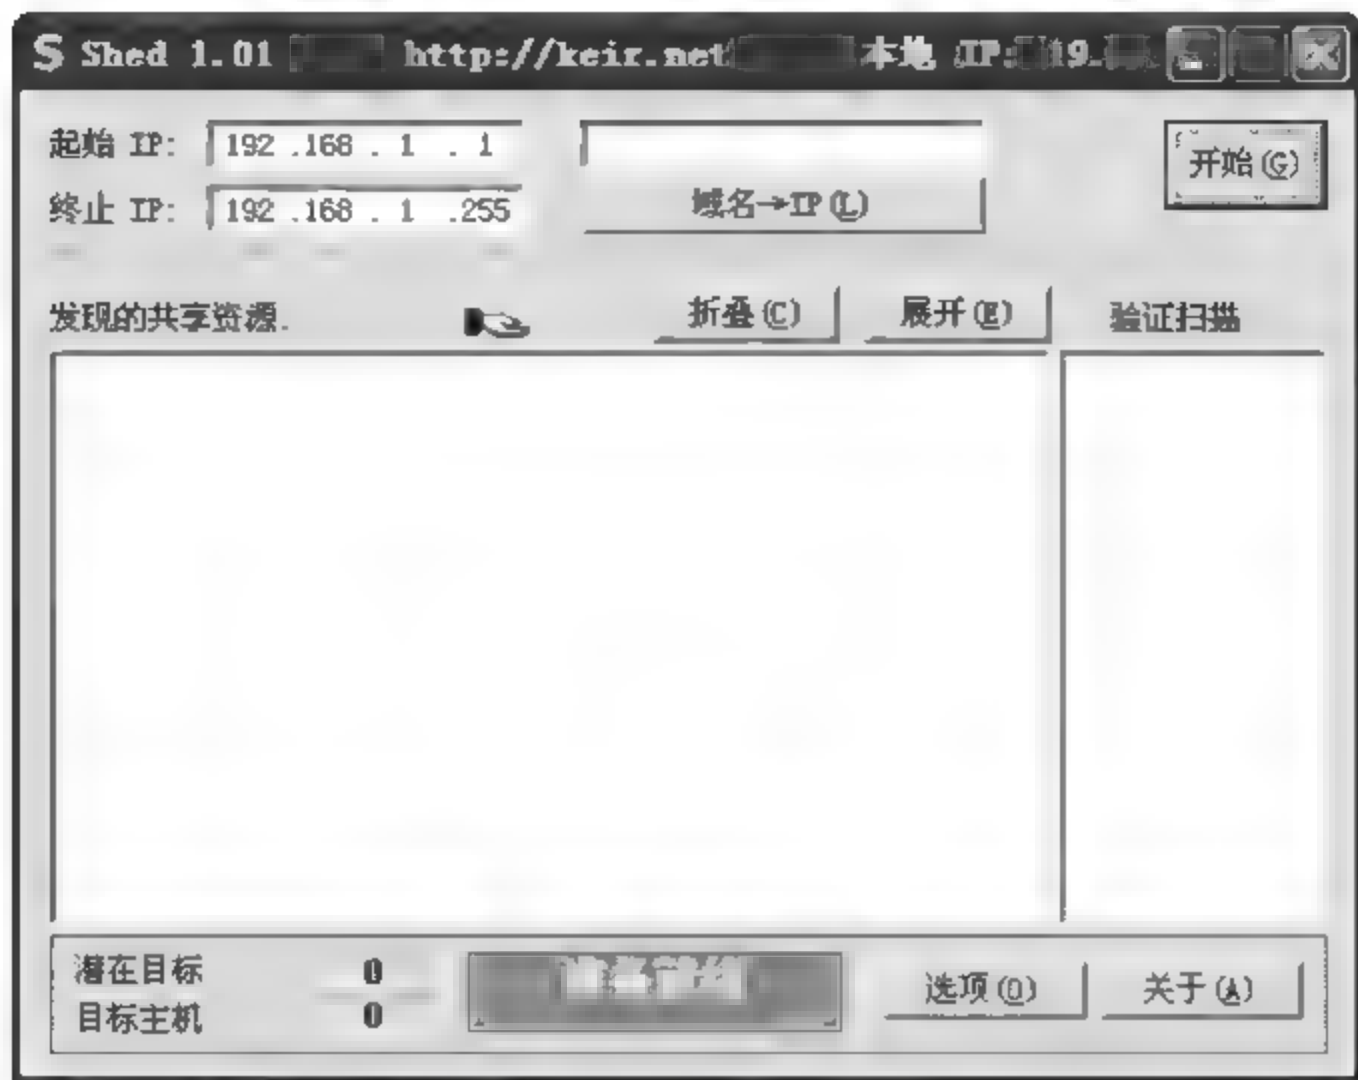 S Shed 1.01 http://keir.net 本地 IP: 19.
起始 IP: 192 .168 . 1 . 1
开始(G)
终止 IP: 192 .168 . 1 .255
域名→IP(L)
发现的共享资源. 折叠(C) 展开(E) 验证扫描
潜在目标 0
目标主机 0
选项(O) 关于(A)